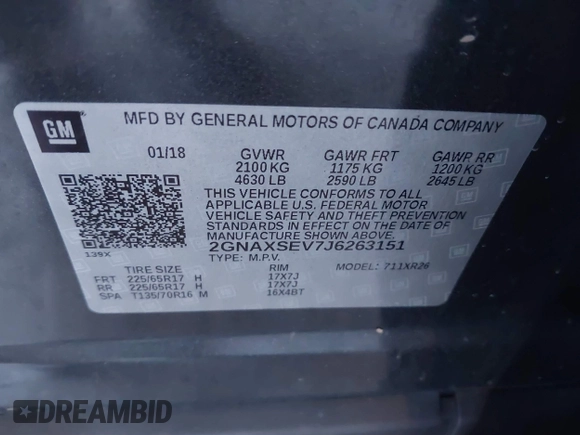 GM
MFD BY GENERAL MOTORS OF CANADA COMPANY
01/18 GVWR GAWR FRT GAWR RR
2100 KG 1175 KG 1200 KG
4630 LB 2590 LB 2645 LB
THIS VEHICLE CONFORMS TO ALL
APPLICABLE U.S. FEDERAL MOTOR
VEHICLE SAFETY AND THEFT PREVENTION
STANDARDS IN EFFECT ON THE DATE OF
MANUFACTURE SHOWN ABOVE.
139X 2GNAXSEV7J6263151
TYPE: M.P.V. MODEL: 711XR26
TIRE SIZE RIM
FRT 225/65R17 H 17X7J
RR 225/65R17 H 17X7J
SPA T135/70R16 M 16X4BT
DREAMBID